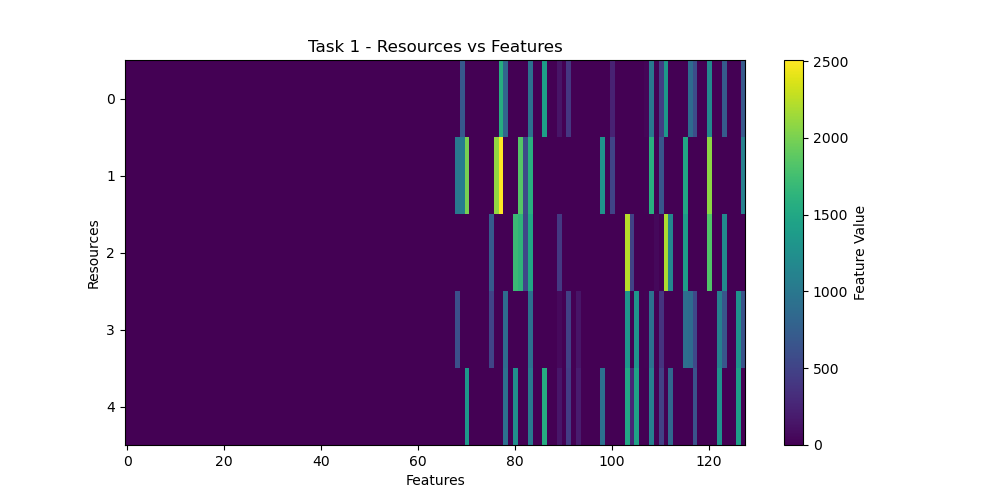 Task 1 - Resources vs Features
0
1
2
3
4
Resources
0 20 40 60 80 100 120
Features
2500
2000
1500
1000
500
0
Feature Value